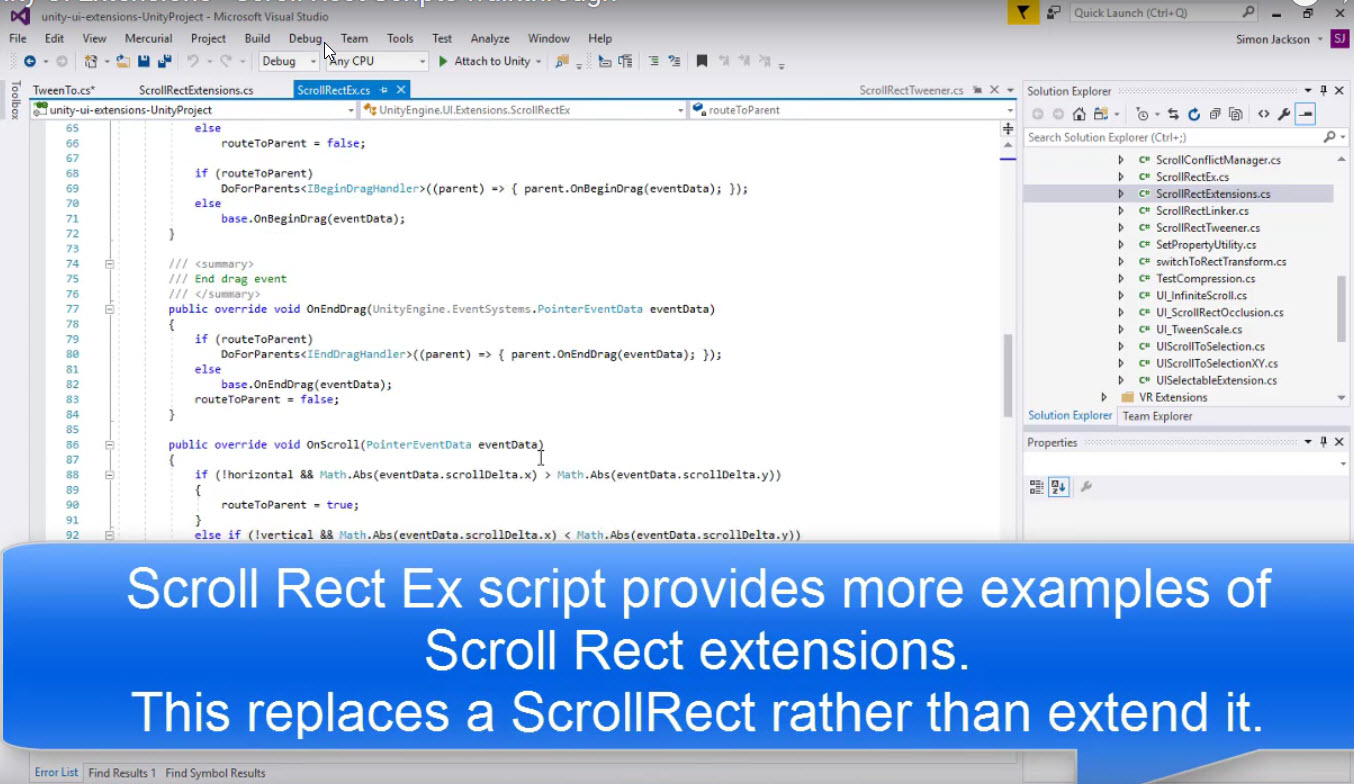 unity-ui-extensions-UnityProject - Microsoft Visual Studio
Quick Launch (Ctrl+Q)
File Edit View Mercurial Project Build Debug Team Tools Test Analyze Window Help
Simon Jackson SJ
Debug Any CPU Attach to Unity
Toolbox
TweenTo.cs* ScrollRectExtensions.cs ScrollRectEx.cs ScrollRectTweener.cs
unity-ui-extensions-UnityProject UnityEngine.UI.Extensions.ScrollRectEx routeToParent
65 else
66 routeToParent = false;
67
68 if (routeToParent)
69 DoForParents<IBeginDragHandler>((parent) => { parent.OnBeginDrag(eventData); });
70 else
71 base.OnBeginDrag(eventData);
72 }
73
74 /// <summary>
75 /// End drag event
76 /// </summary>
77 public override void OnEndDrag(UnityEngine.EventSystems.PointerEventData eventData)
78 {
79 if (routeToParent)
80 DoForParents<IEndDragHandler>((parent) => { parent.OnEndDrag(eventData); });
81 else
82 base.OnEndDrag(eventData);
83 routeToParent = false;
84 }
85
86 public override void OnScroll(PointerEventData eventData)
87 {
88 if (!horizontal && Math.Abs(eventData.scrollDelta.x) > Math.Abs(eventData.scrollDelta.y))
89 {
90 routeToParent = true;
91 }
92 else if (!vertical && Math.Abs(eventData.scrollDelta.x) < Math.Abs(eventData.scrollDelta.y))
Solution Explorer
Search Solution Explorer (Ctrl+;)
C# ScrollConflictManager.cs
C# ScrollRectEx.cs
C# ScrollRectExtensions.cs
C# ScrollRectLinker.cs
C# ScrollRectTweener.cs
C# SetPropertyUtility.cs
C# switchToRectTransform.cs
C# TestCompression.cs
C# UI_InfiniteScroll.cs
C# UI_ScrollRectOcclusion.cs
C# UI_TweenScale.cs
C# UIScrollToSelection.cs
C# UIScrollToSelectionXY.cs
C# UISelectableExtension.cs
VR Extensions
Solution Explorer Team Explorer
Properties
Scroll Rect Ex script provides more examples of
Scroll Rect extensions.
This replaces a ScrollRect rather than extend it.
Error List Find Results 1 Find Symbol Results